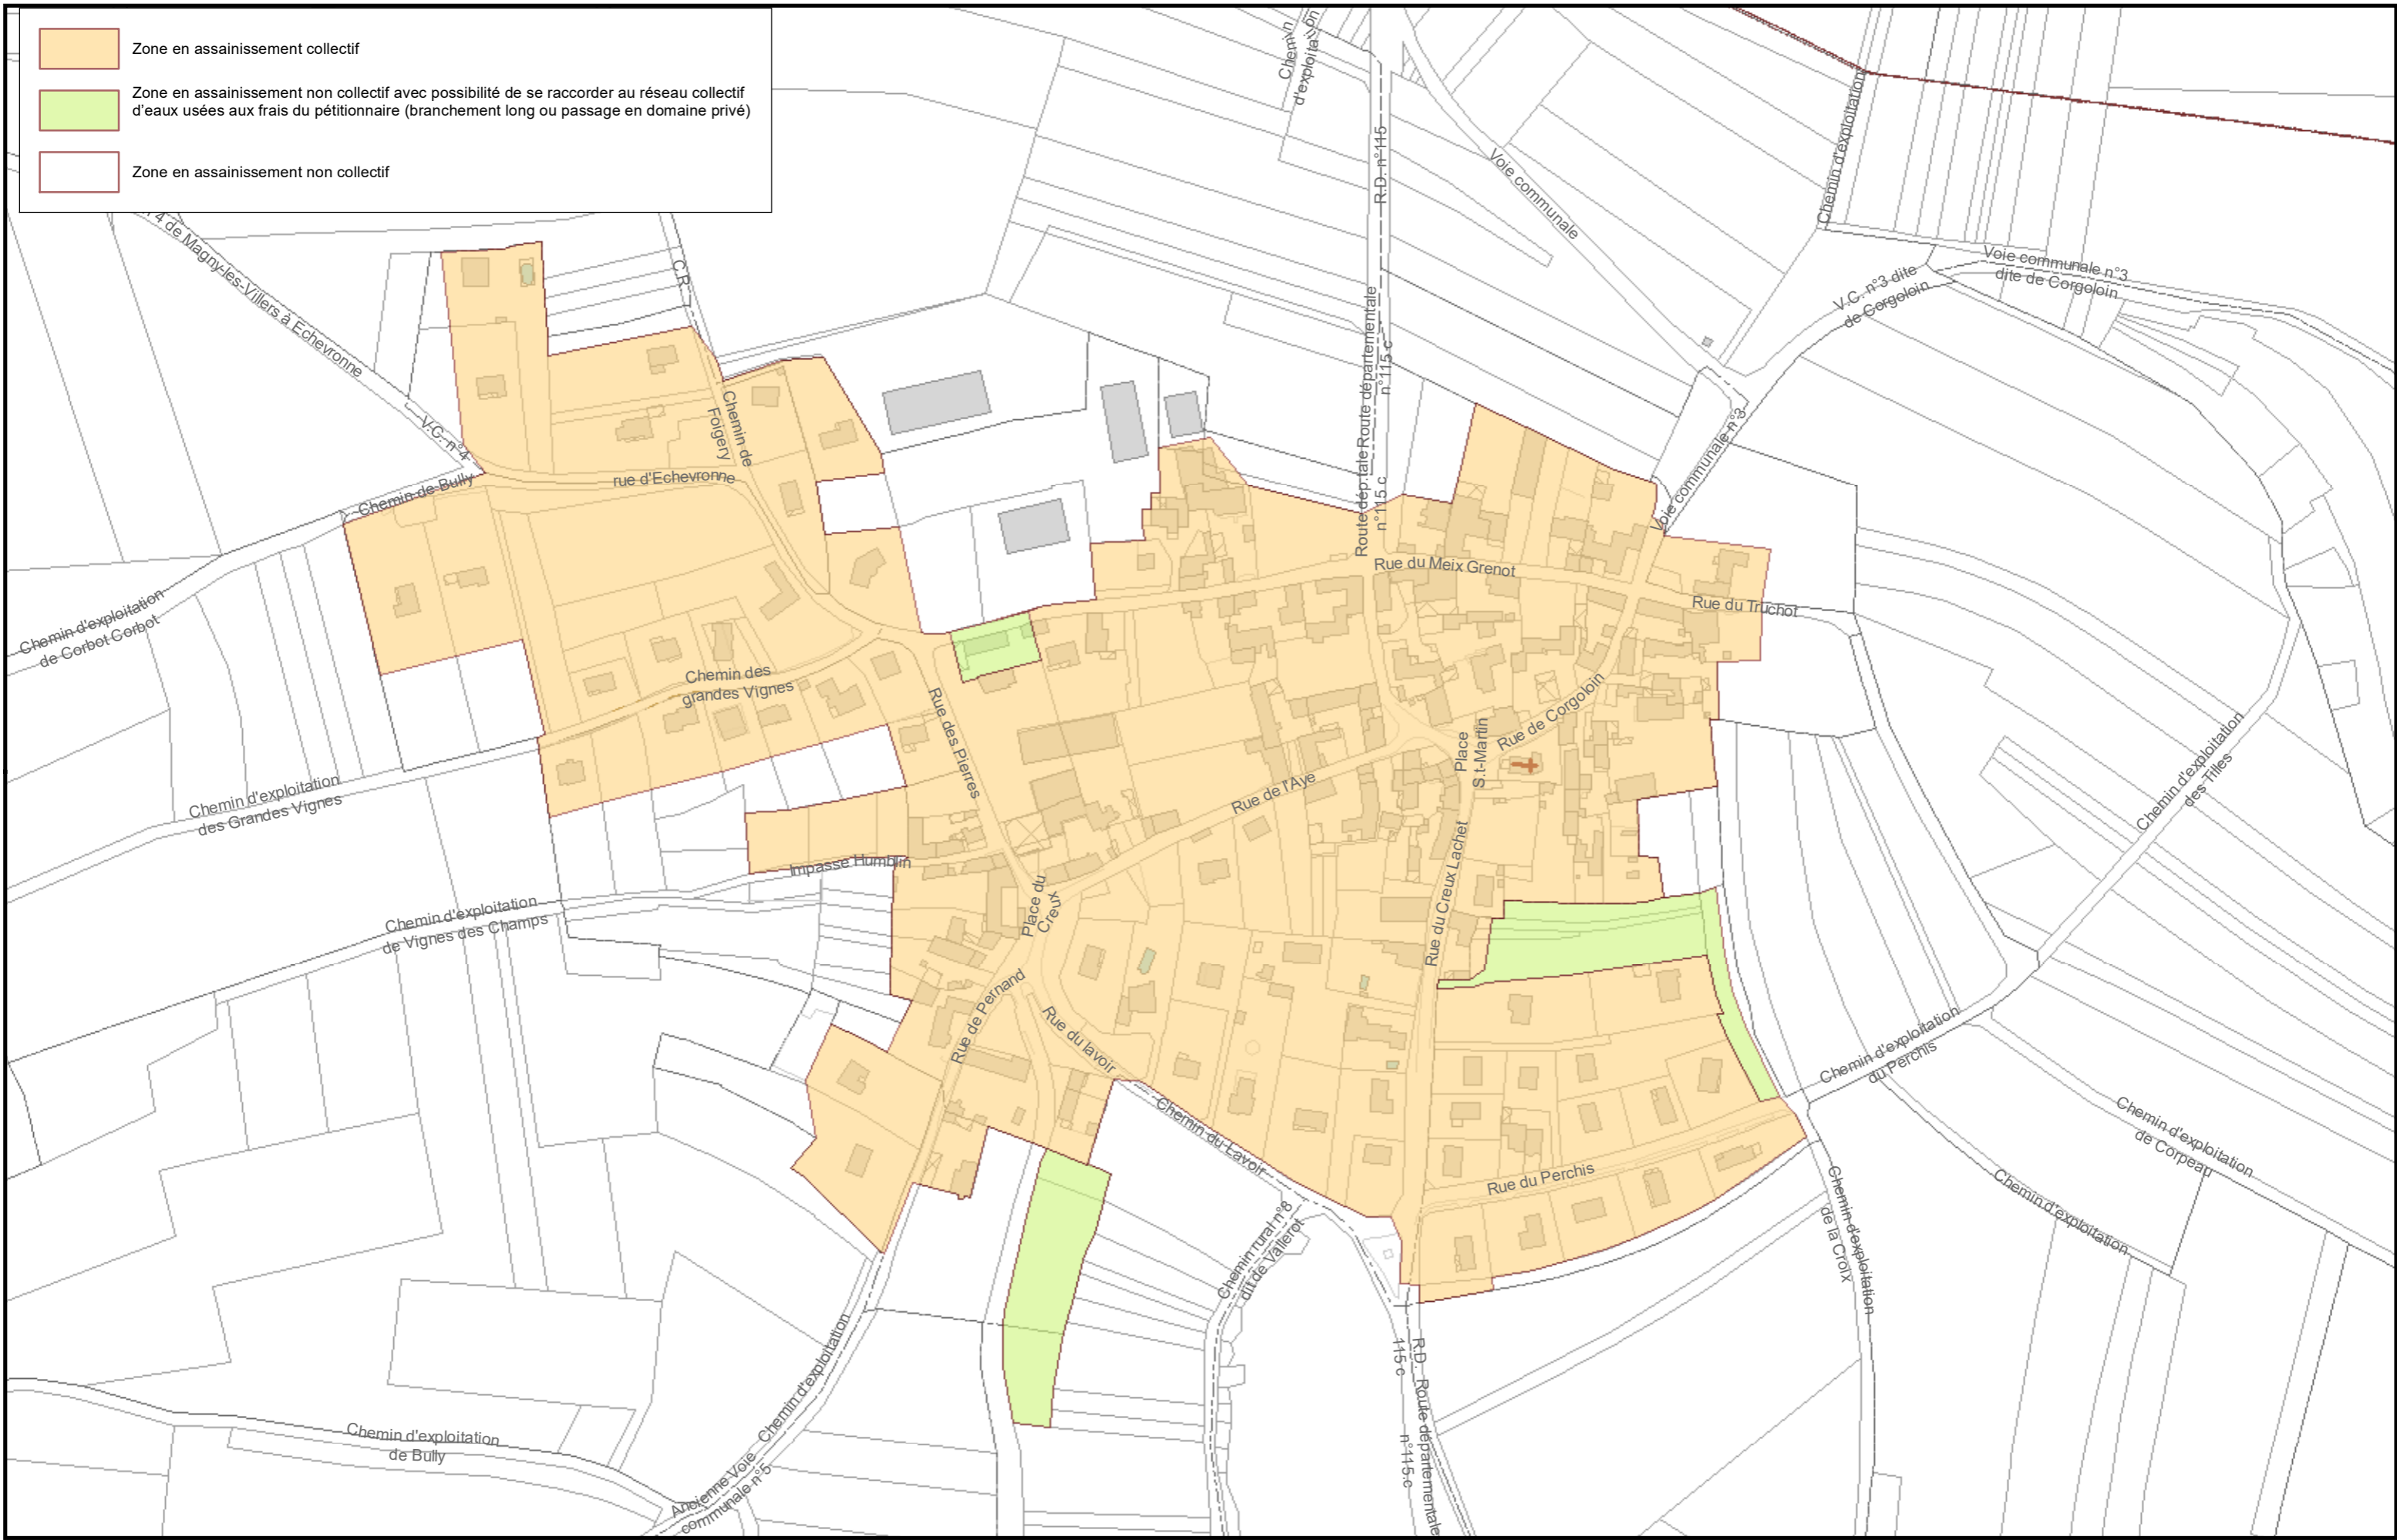 Zone en assainissement collectif
Zone en assainissement non collectif avec possibilité de se raccorder au réseau collectif
d'eaux usées aux frais du pétitionnaire (branchement long ou passage en domaine privé)
Zone en assainissement non collectif
Chemin
d'exploitation
R.D. n°115
Voie communale
Chemin d'exploitation
Voie communale n°3
dite de Corgoloin
V.C. n°3 dite
de Corgoloin
4 de Magny-les-Villers à Echevronne
C.R.
Route départementale
n°115.c
Route dép.tale
n°115.c
Voie communale n°3
Chemin de
Foigery
V.C. n°4
rue d'Echevronne
Chemin de Bully
Rue du Meix Grenot
Rue du Truchot
Chemin d'exploitation
de Corbot Corbot
Chemin des
grandes Vignes
Rue des Pierres
Rue de Corgoloin
Place
S.t-Martin
Rue de l'Aye
Chemin d'exploitation
des Tilles
Chemin d'exploitation
des Grandes Vignes
Impasse Humblin
Place du
Creux
Rue du Creux Lachet
Chemin d'exploitation
de Vignes des Champs
Rue de Pernand
Rue du lavoir
Chemin d'exploitation
du Perchis
Chemin du Lavoir
Chemin d'exploitation
de Corpeau
Rue du Perchis
Chemin d'exploitation
Chemin d'exploitation
de la Croix
Chemin rural n°8
dit de Vallerot
Chemin d'exploitation
R.D.
115 c
Route départementale
n°115.c
Chemin d'exploitation
de Bully
Ancienne Voie
communale n°5